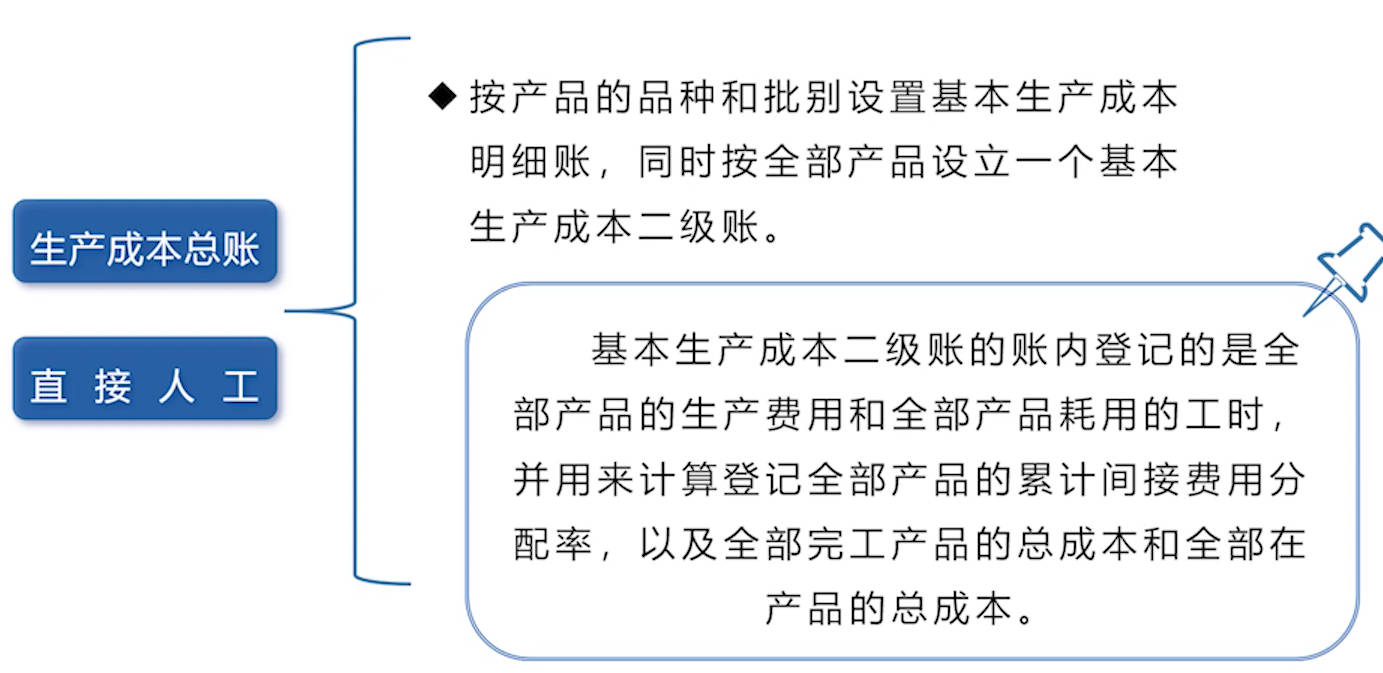 生产成本总账
直接人工
◆按产品的品种和批别设置基本生产成本
明细账，同时按全部产品设立一个基本
生产成本二级账。
基本生产成本二级账的账内登记的是全
部产品的生产费用和全部产品耗用的工时，
并用来计算登记全部产品的累计间接费用分
配率，以及全部完工产品的总成本和全部在
产品的总成本。